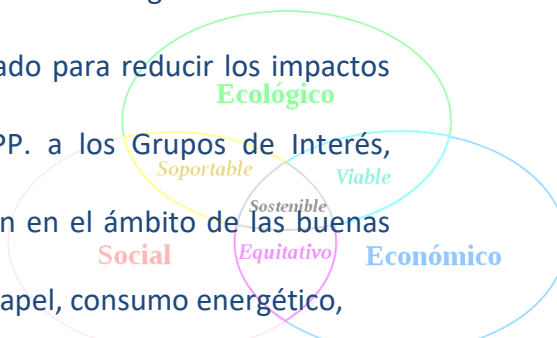 ado para reducir los impactos
Ecológico
PP. a los Grupos de Interés,
Soportable
Viable
Sostenible
n en el ámbito de las buenas
Social
Equitativo
Económico
apel, consumo energético,